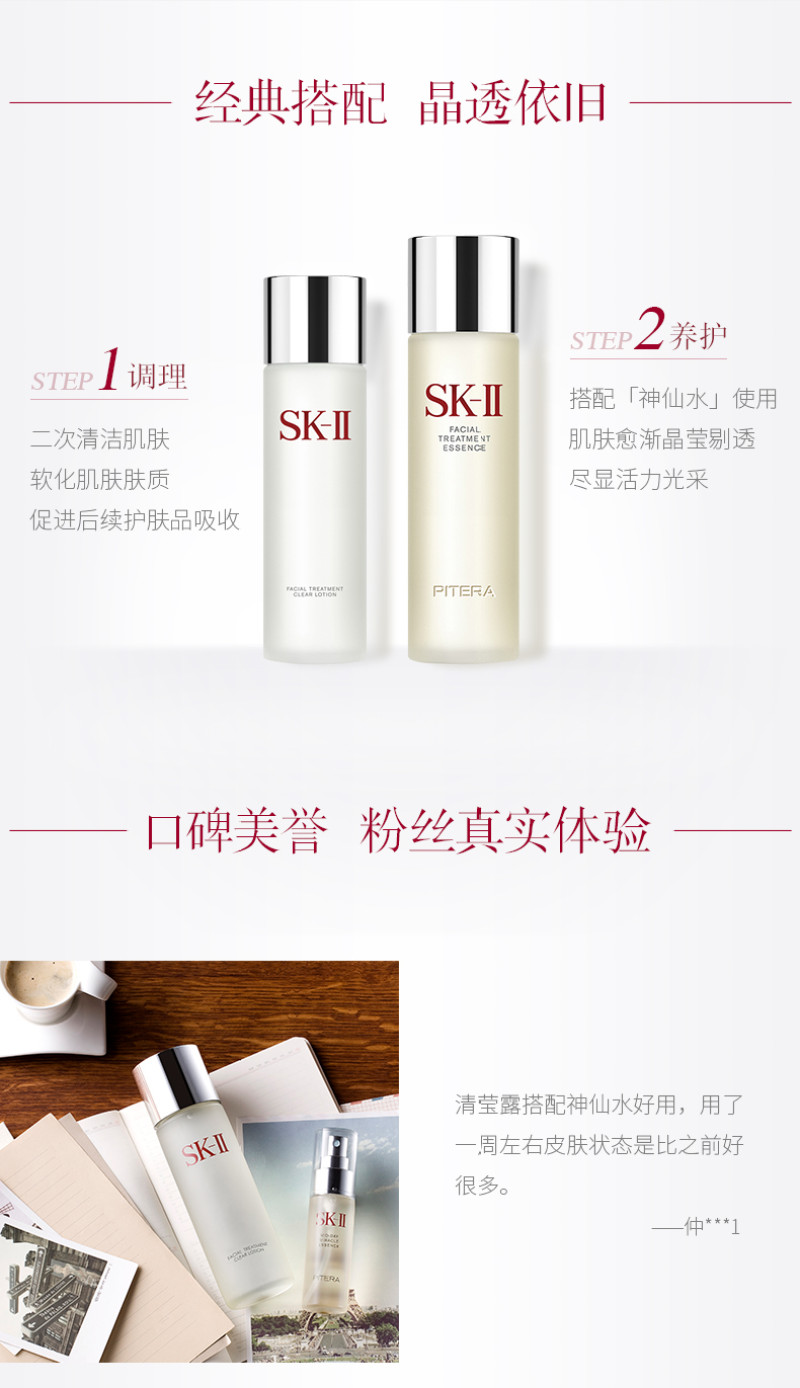 经典搭配 晶透依旧
STEP 1 调理
二次清洁肌肤
软化肌肤肤质
促进后续护肤品吸收
SK-II
FACIAL TREATMENT
CLEAR LOTION
SK-II
FACIAL
TREATMENT
ESSENCE
PITERA
STEP 2 养护
搭配「神仙水」使用
肌肤愈渐晶莹剔透
尽显活力光采
口碑美誉 粉丝真实体验
SK-II
FACIAL TREATMENT
CLEAR LOTION
SK-II
ESSENCE
PITERA
清莹露搭配神仙水好用，用了
一周左右皮肤状态是比之前好
很多。
——仲***1